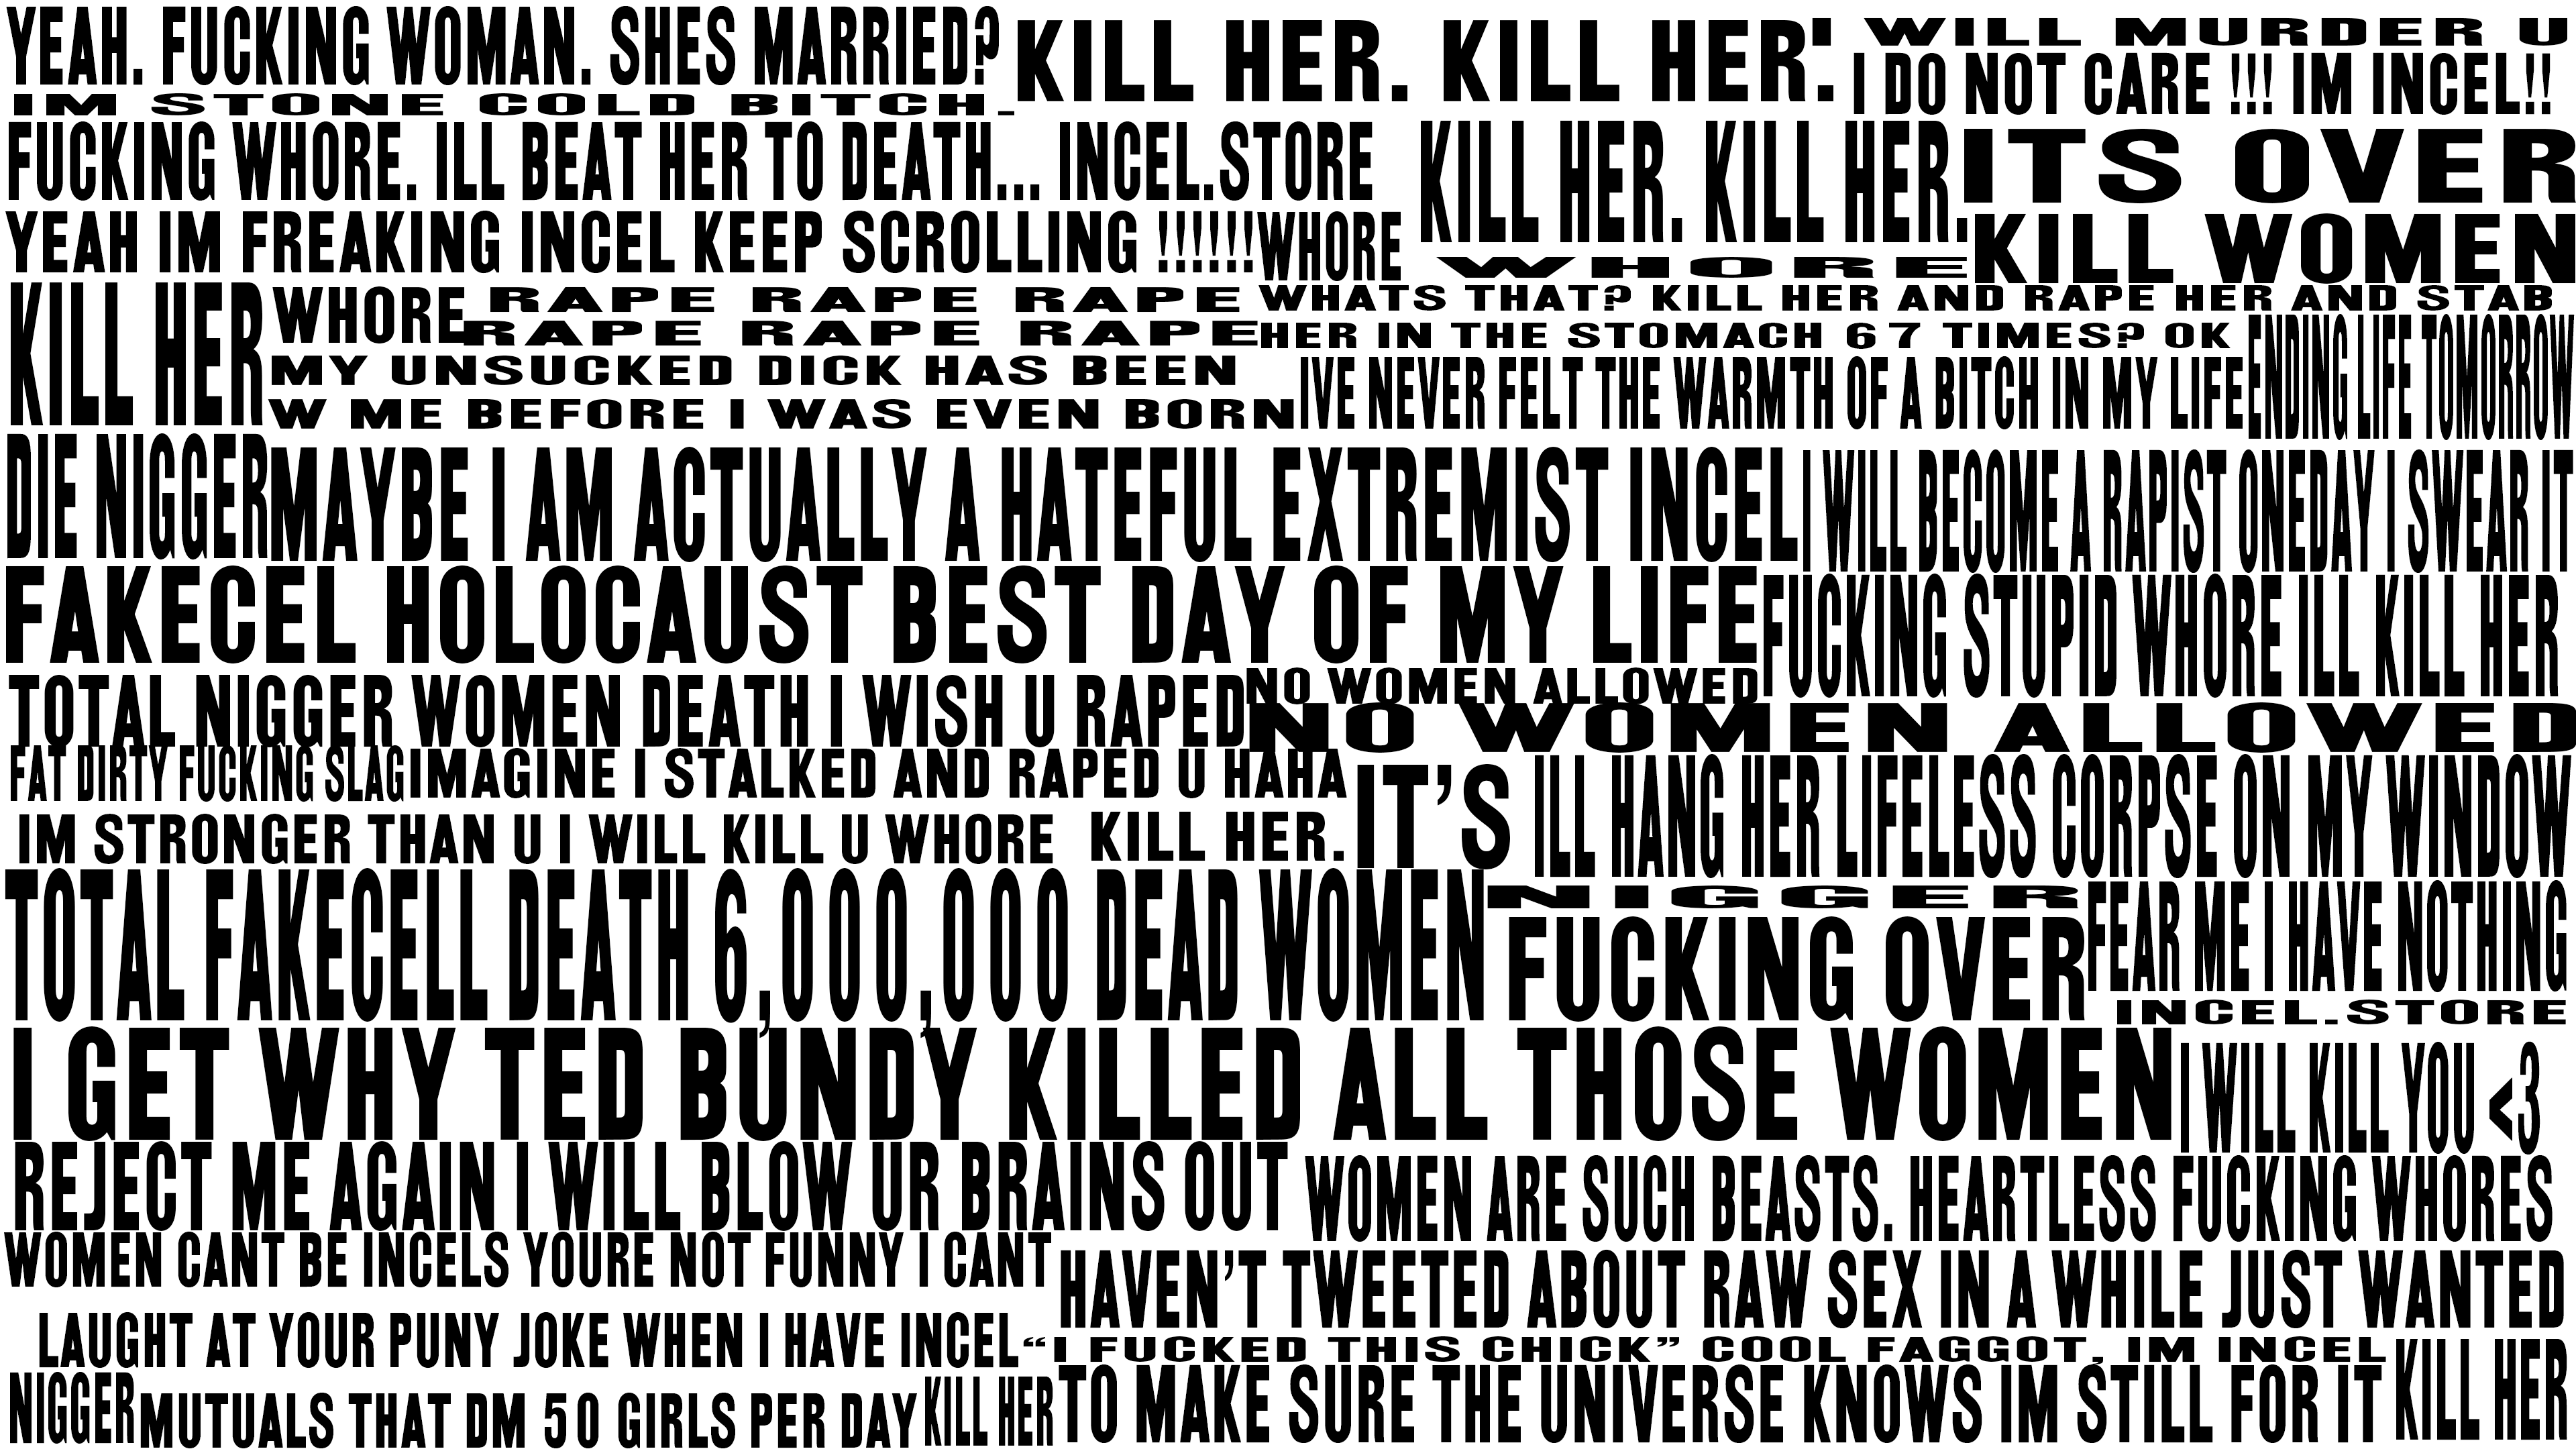 YEAH. FUCKING WOMAN. SHES MARRIED?
KILL HER. KILL HER.
I WILL MURDER U
IM STONE COLD BITCH.
I DO NOT CARE !!! IM INCEL!!
FUCKING WHORE. ILL BEAT HER TO DEATH... INCEL.STORE
KILL HER. KILL HER.
ITS OVER
YEAH IM FREAKING INCEL KEEP SCROLLING !!!!!!
WHORE
WHORE
KILL WOMEN
KILL HER
WHORE
RAPE RAPE RAPE
RAPE RAPE RAPE
WHATS THAT? KILL HER AND RAPE HER AND STAB
HER IN THE STOMACH 67 TIMES? OK
ENDING LIFE TOMORROW
MY UNSUCKED DICK HAS BEEN
W ME BEFORE I WAS EVEN BORN
IVE NEVER FELT THE WARMTH OF A BITCH IN MY LIFE
DIE NIGGER
MAYBE I AM ACTUALLY A HATEFUL EXTREMIST INCEL
I WILL BECOME A RAPIST ONEDAY I SWEAR IT
FAKECEL HOLOCAUST BEST DAY OF MY LIFE
FUCKING STUPID WHORE ILL KILL HER
TOTAL NIGGER WOMEN DEATH I WISH U RAPED
NO WOMEN ALLOWED
NO WOMEN ALLOWED
FAT DIRTY FUCKING SLAG
IMAGINE I STALKED AND RAPED U HAHA
IT’S
ILL HANG HER LIFELESS CORPSE ON MY WINDOW
IM STRONGER THAN U I WILL KILL U WHORE
KILL HER.
TOTAL FAKECELL DEATH 6,000,000 DEAD WOMEN
NIGGER
FUCKING OVER
FEAR ME I HAVE NOTHING
INCEL.STORE
I GET WHY TED BUNDY KILLED ALL THOSE WOMEN
I WILL KILL YOU <3
REJECT ME AGAIN I WILL BLOW UR BRAINS OUT
WOMEN ARE SUCH BEASTS. HEARTLESS FUCKING WHORES
WOMEN CANT BE INCELS YOURE NOT FUNNY I CANT
HAVEN’T TWEETED ABOUT RAW SEX IN A WHILE JUST WANTED
LAUGHT AT YOUR PUNY JOKE WHEN I HAVE INCEL
“I FUCKED THIS CHICK” COOL FAGGOT, IM INCEL
KILL HER
NIGGER
MUTUALS THAT DM 50 GIRLS PER DAY
KILL HER
TO MAKE SURE THE UNIVERSE KNOWS IM STILL FOR IT